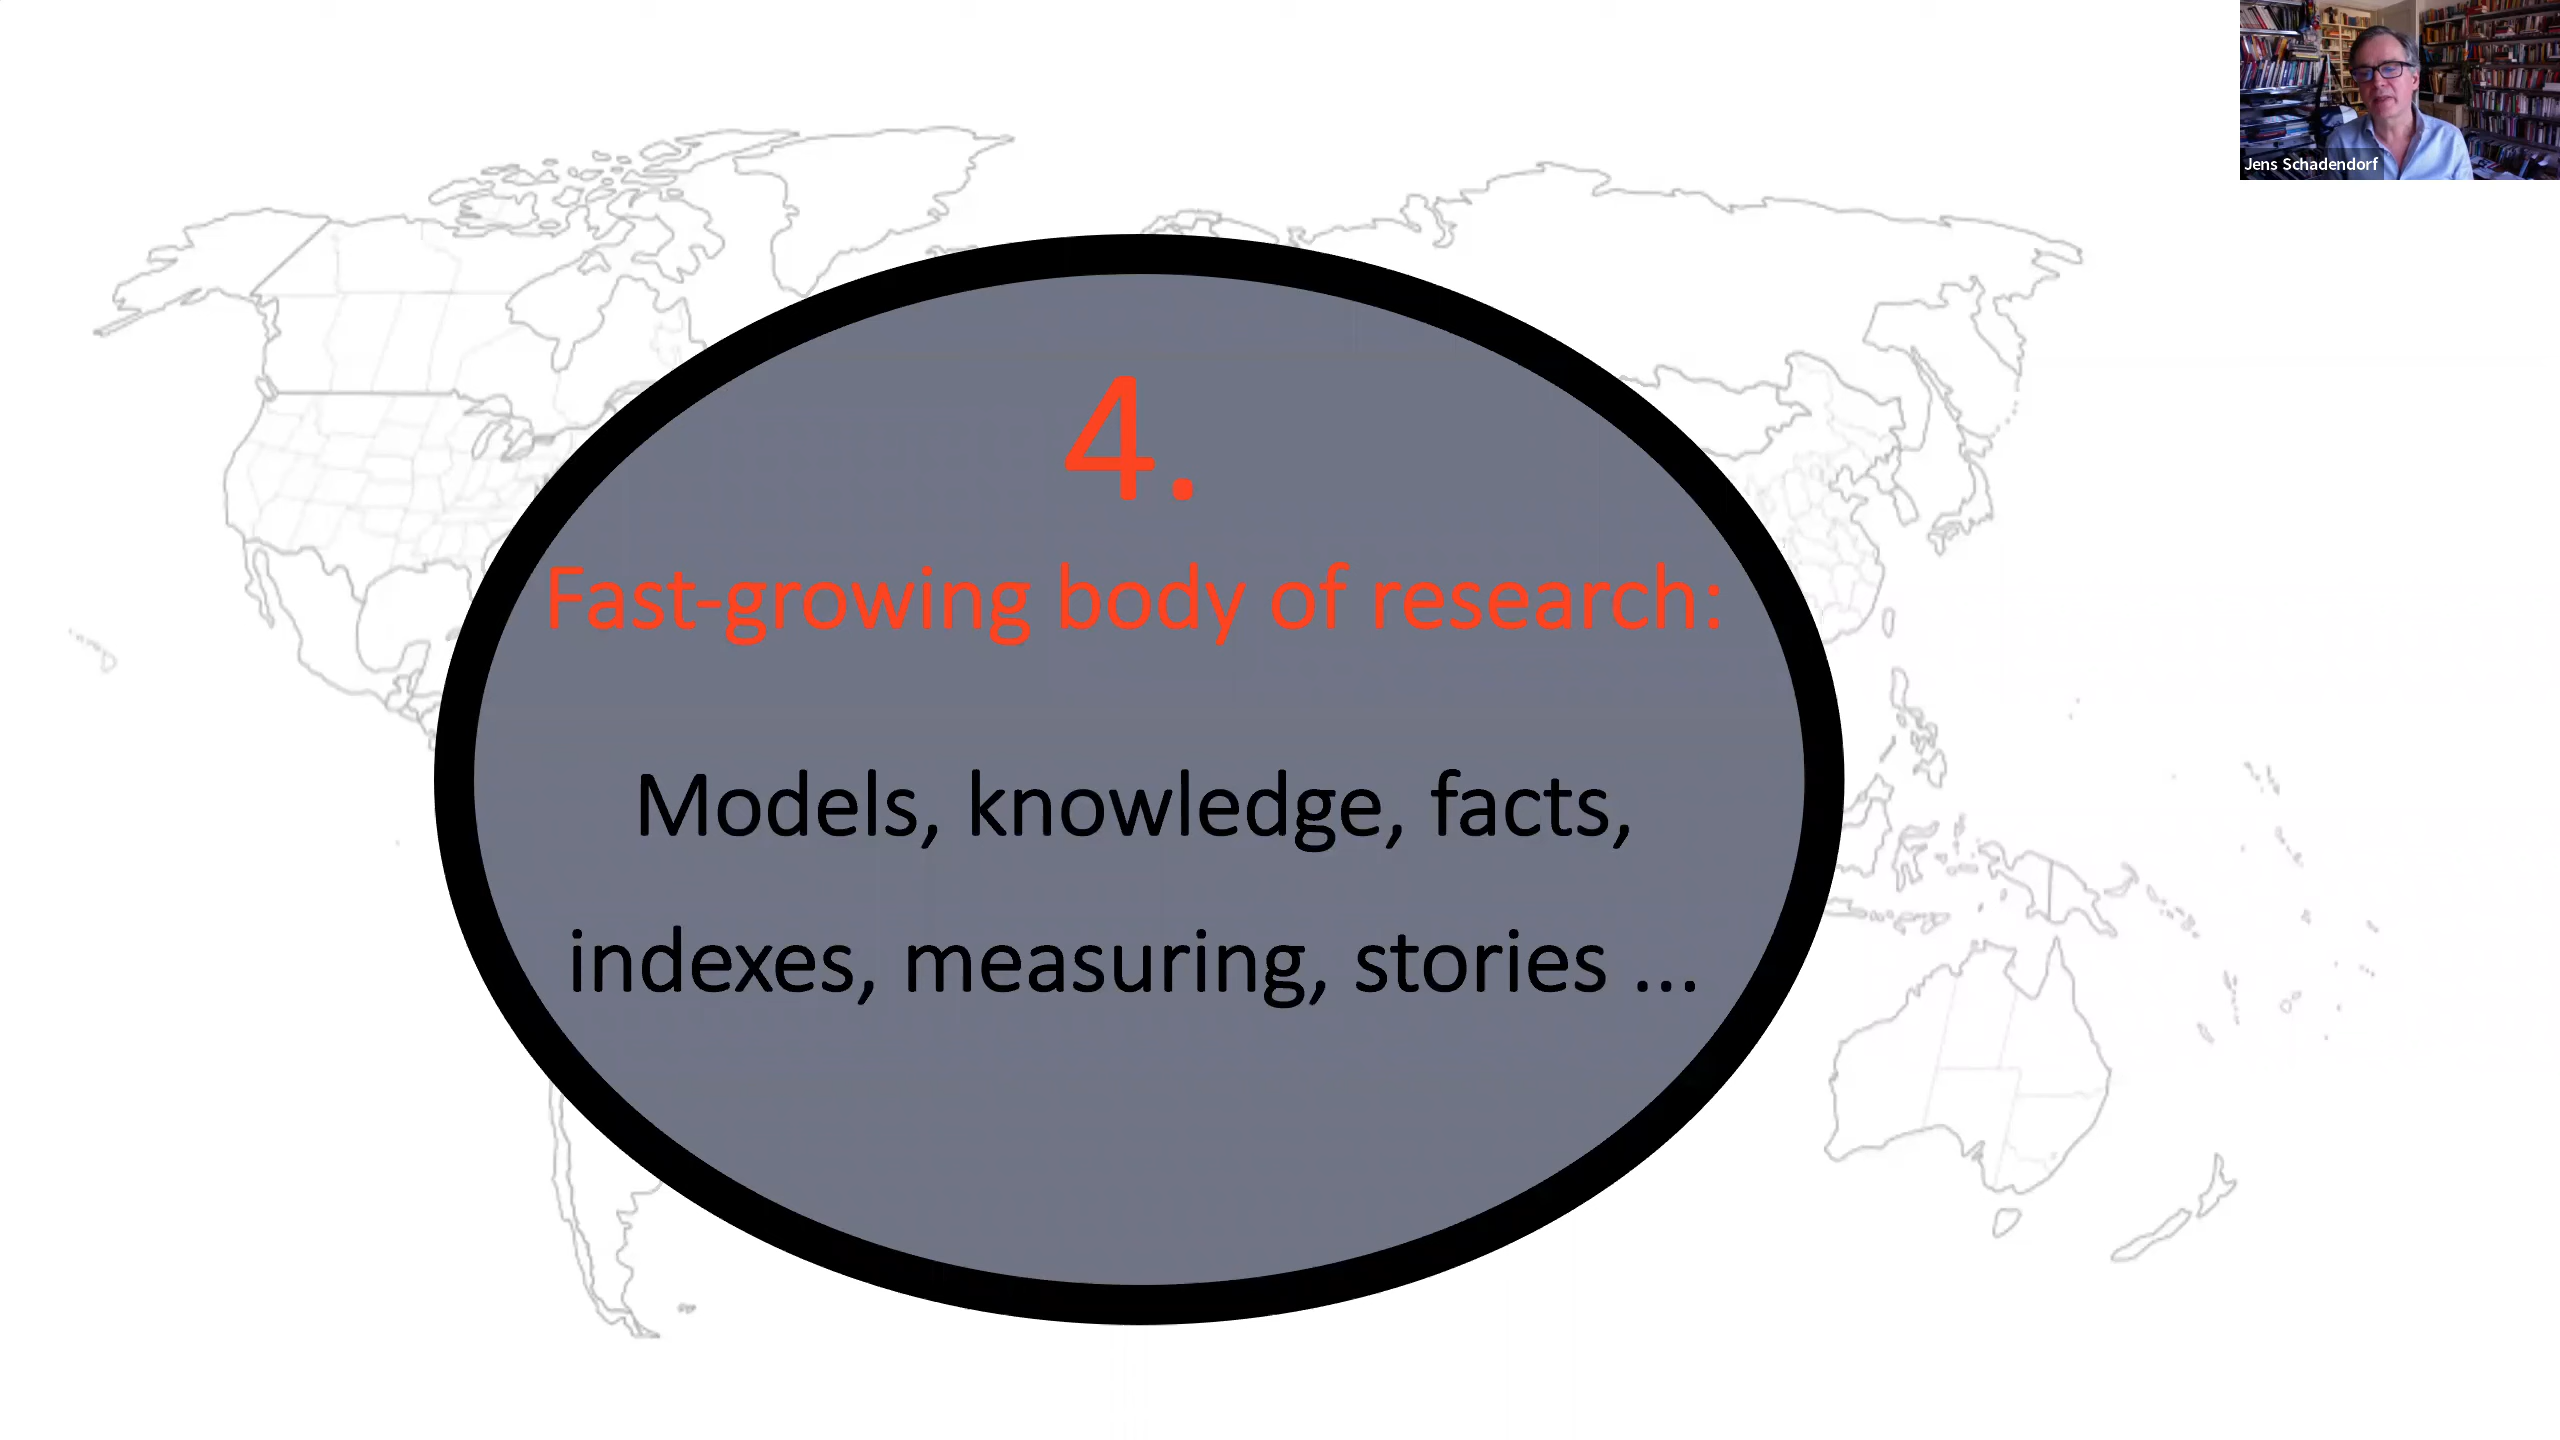 Jens Schadendorf
4.
Fast-growing body of research:
Models, knowledge, facts,
indexes, measuring, stories ...